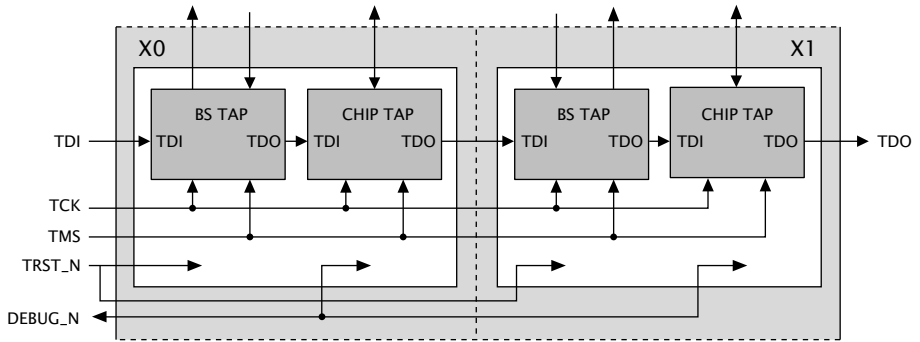 X0
X1
BS TAP
CHIP TAP
BS TAP
CHIP TAP
TDI
TDI
TDO
TDI
TDO
TDI
TDO
TDI
TDO
TDO
TCK
TMS
TRST_N
DEBUG_N